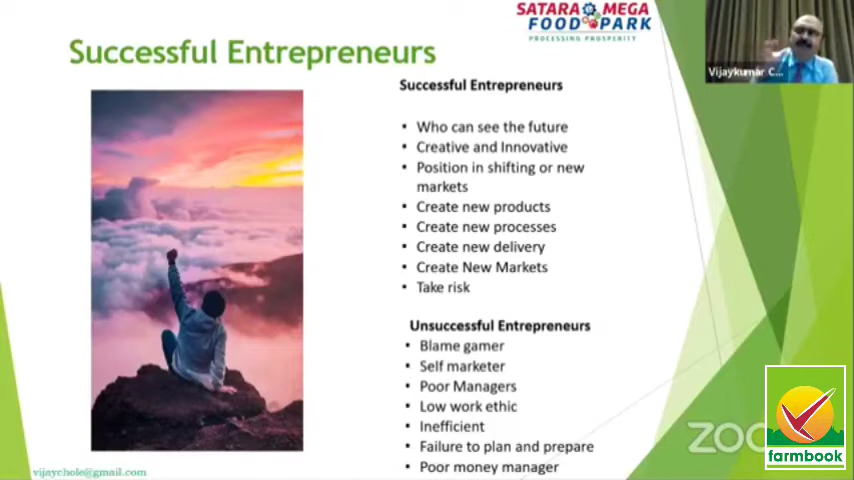 SATARA MEGA
FOOD PARK
PROCESSING PROSPERITY
Vijaykumar C...
Successful Entrepreneurs
Successful Entrepreneurs
▪ Who can see the future
▪ Creative and Innovative
▪ Position in shifting or new
markets
▪ Create new products
▪ Create new processes
▪ Create new delivery
▪ Create New Markets
▪ Take risk
Unsuccessful Entrepreneurs
▪ Blame gamer
▪ Self marketer
▪ Poor Managers
▪ Low work ethic
▪ Inefficient
▪ Failure to plan and prepare
▪ Poor money manager
vijaychole@gmail.com
farmbook